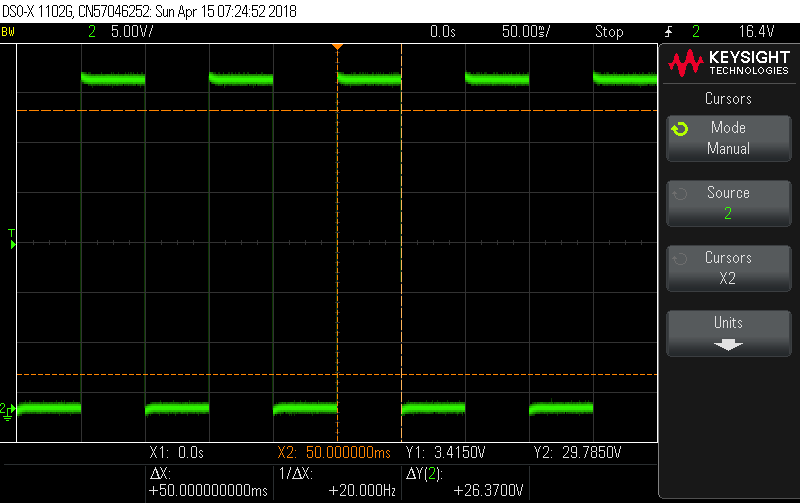 DSO-X 1102G, CN57046252: Sun Apr 15 07:24:52 2018
BW 2 5.00V/ 0.0s 50.00ms/ Stop 2 16.4V
KEYSIGHT
TECHNOLOGIES
Cursors
Mode
Manual
Source
2
Cursors
X2
Units
T
2
X1: 0.0s X2: 50.000000ms Y1: 3.4150V Y2: 29.7850V
ΔX: 1/ΔX: ΔY(2):
+50.000000000ms +20.000Hz +26.3700V